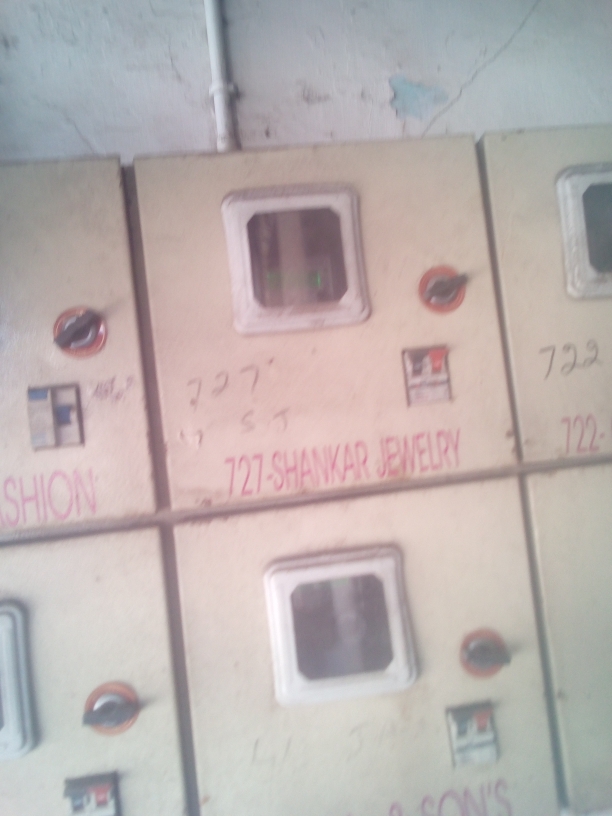 727
S.J
727-SHANKAR JEWELRY
SHION
722
722-
& SON'S